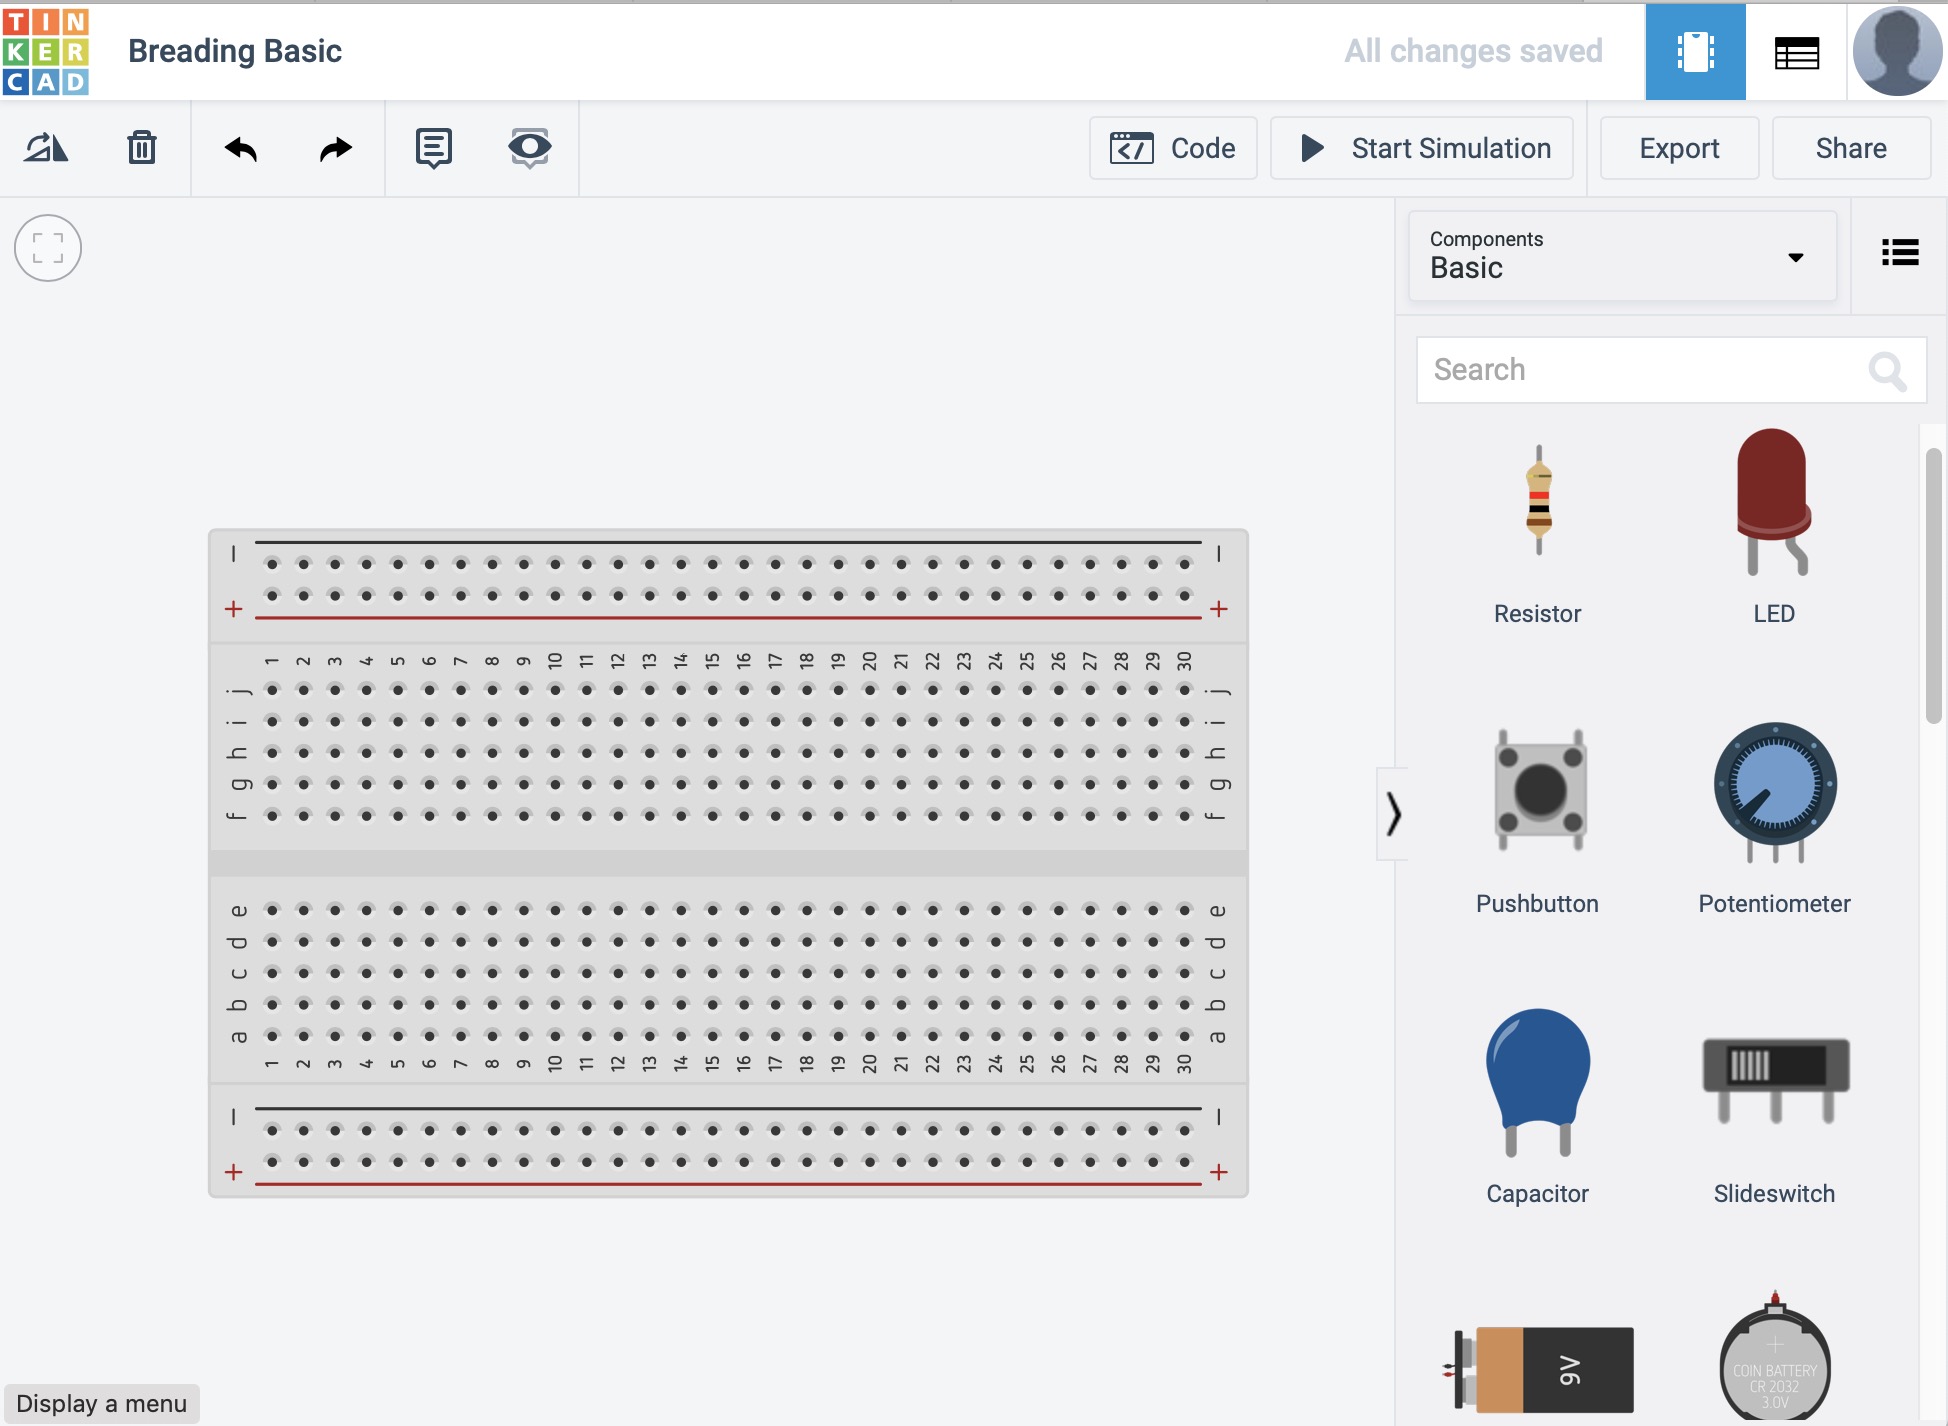 TIN
KER
CAD
Breading Basic
All changes saved
Code
Start Simulation
Export
Share
Components
Basic
Search
Resistor
LED
Pushbutton
Potentiometer
Capacitor
Slideswitch
9V
COIN BATTERY
CR 2032
3.0V
− −
+ +
1 2 3 4 5 6 7 8 9 10 11 12 13 14 15 16 17 18 19 20 21 22 23 24 25 26 27 28 29 30
j j
i i
h h
g g
f f
e e
d d
c c
b b
a a
1 2 3 4 5 6 7 8 9 10 11 12 13 14 15 16 17 18 19 20 21 22 23 24 25 26 27 28 29 30
− −
+ +
Display a menu